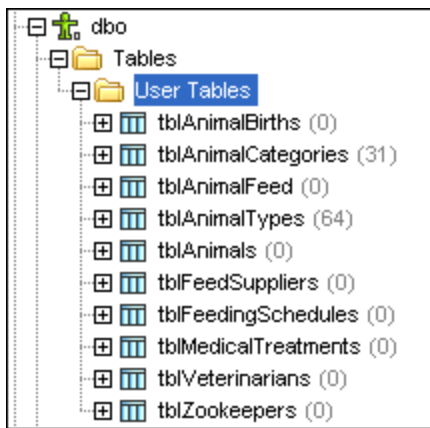 dbo
Tables
User Tables
tblAnimalBirths (0)
tblAnimalCategories (31)
tblAnimalFeed (0)
tblAnimalTypes (64)
tblAnimals (0)
tblFeedSuppliers (0)
tblFeedingSchedules (0)
tblMedicalTreatments (0)
tblVeterinarians (0)
tblZookeepers (0)